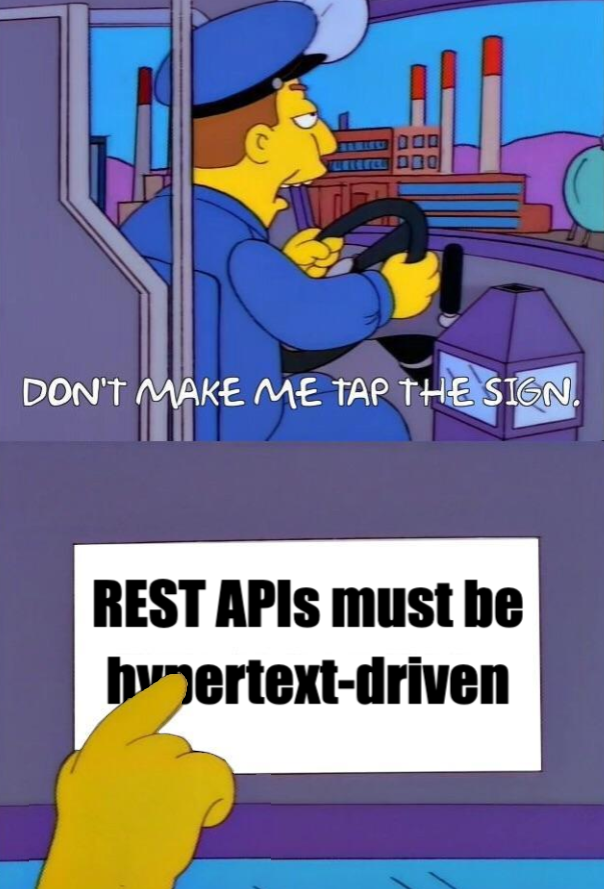 DON'T MAKE ME TAP THE SIGN.
REST APIs must be
hypertext-driven